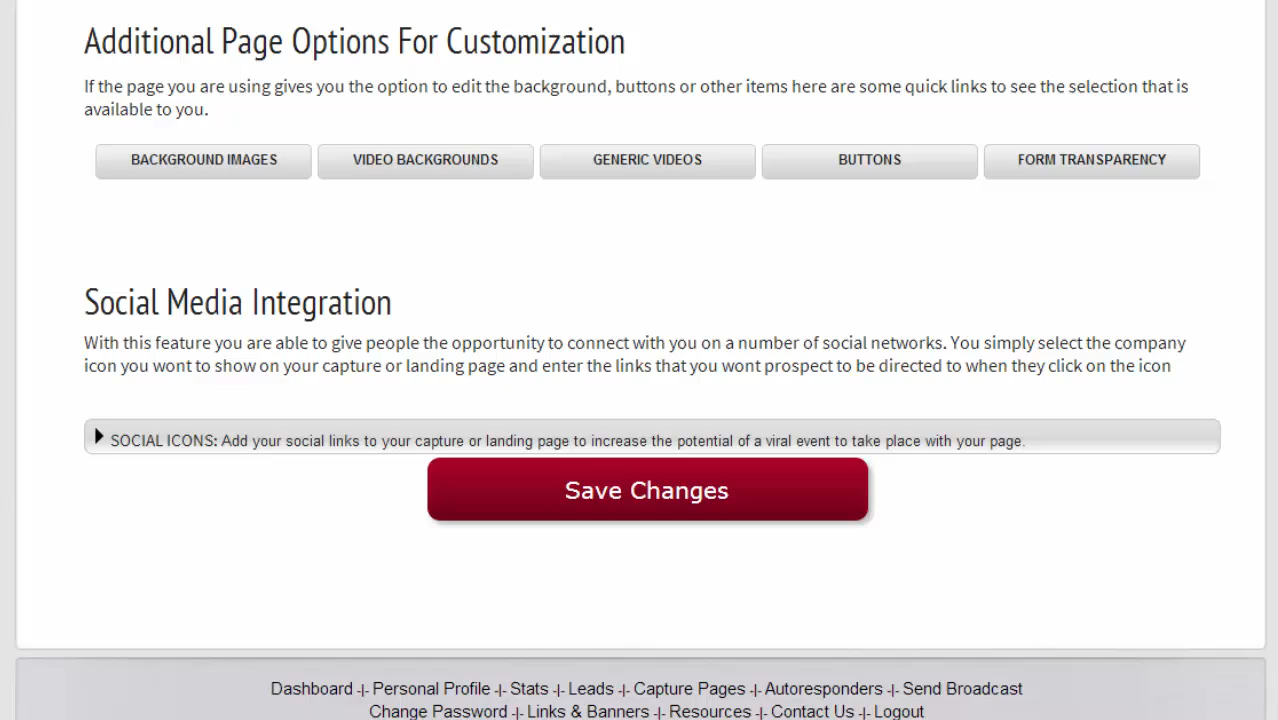 Additional Page Options For Customization
If the page you are using gives you the option to edit the background, buttons or other items here are some quick links to see the selection that is
available to you.
BACKGROUND IMAGES VIDEO BACKGROUNDS GENERIC VIDEOS BUTTONS FORM TRANSPARENCY
Social Media Integration
With this feature you are able to give people the opportunity to connect with you on a number of social networks. You simply select the company
icon you wont to show on your capture or landing page and enter the links that you wont prospect to be directed to when they click on the icon
SOCIAL ICONS: Add your social links to your capture or landing page to increase the potential of a viral event to take place with your page.
Save Changes
Dashboard -|- Personal Profile -|- Stats -|- Leads -|- Capture Pages -|- Autoresponders -|- Send Broadcast
Change Password -|- Links & Banners -|- Resources -|- Contact Us -|- Logout